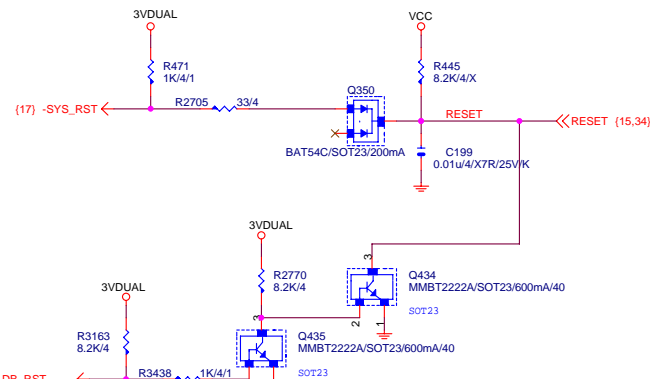 3VDUAL
VCC
R471
1K/4/1
R445
8.2K/4/X
Q350
{17} -SYS_RST
R2705
33/4
RESET
RESET {15,34}
BAT54C/SOT23/200mA
C199
0.01u/4/X7R/25V/K
3VDUAL
3
R2770
8.2K/4
Q434
MMBT2222A/SOT23/600mA/40
SOT23
3VDUAL
2
1
3
R3163
8.2K/4
Q435
MMBT2222A/SOT23/600mA/40
SOT23
R3438
1K/4/1